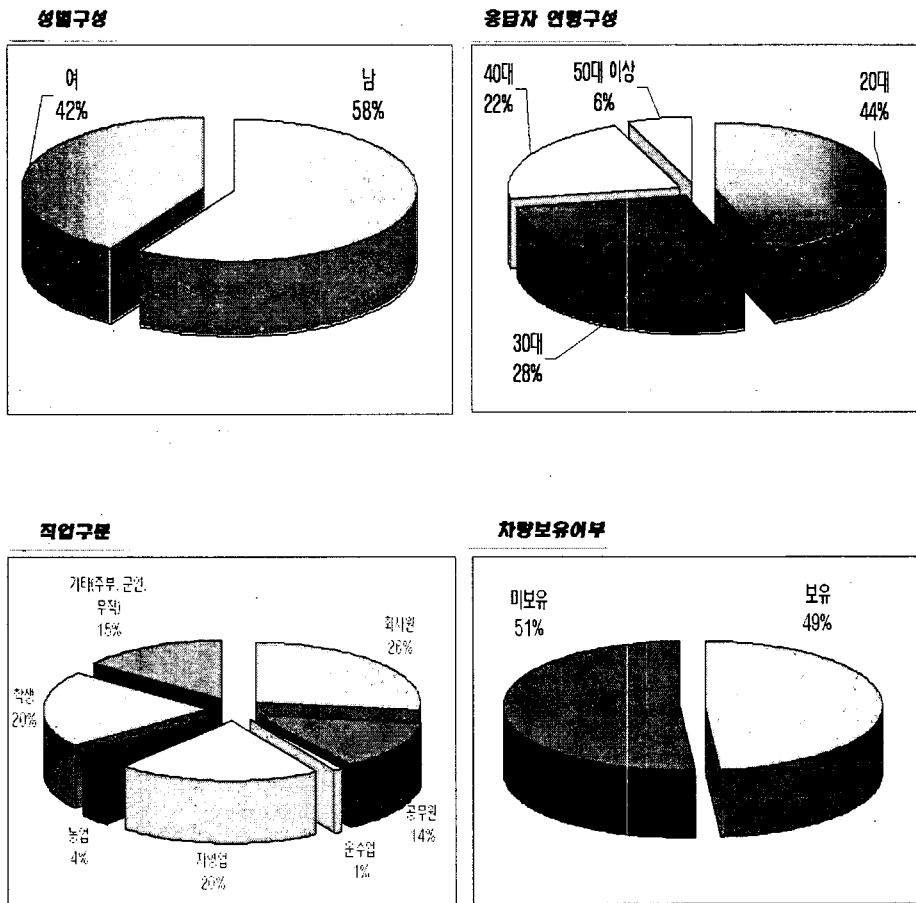 성별구성
여
42%
남
58%
응답자 연령구성
40대
22%
50대 이상
6%
20대
44%
30대
28%
직업구분
기타(주부, 군인,
무직)
15%
회사원
26%
학생
20%
농업
4%
자영업
20%
운수업
1%
공무원
14%
차량보유여부
미보유
51%
보유
49%